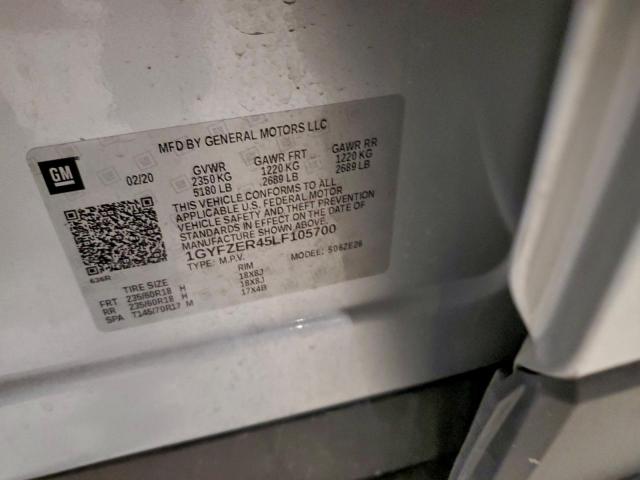 MFD BY GENERAL MOTORS LLC
GM
02/20 GVWR GAWR FRT GAWR RR
2350 KG 1220 KG 1220 KG
5180 LB 2689 LB 2689 LB
THIS VEHICLE CONFORMS TO ALL
APPLICABLE U.S. FEDERAL MOTOR
VEHICLE SAFETY AND THEFT PREVENTION
STANDARDS IN EFFECT ON THE DATE OF
MANUFACTURE SHOWN ABOVE.
1GYFZER45LF105700
TYPE: M.P.V. MODEL: 506ZE26
636R
TIRE SIZE RIM
FRT 235/60R18 H 18X8J
RR 235/60R18 H 18X8J
SPA T145/70R17 M 17X4B